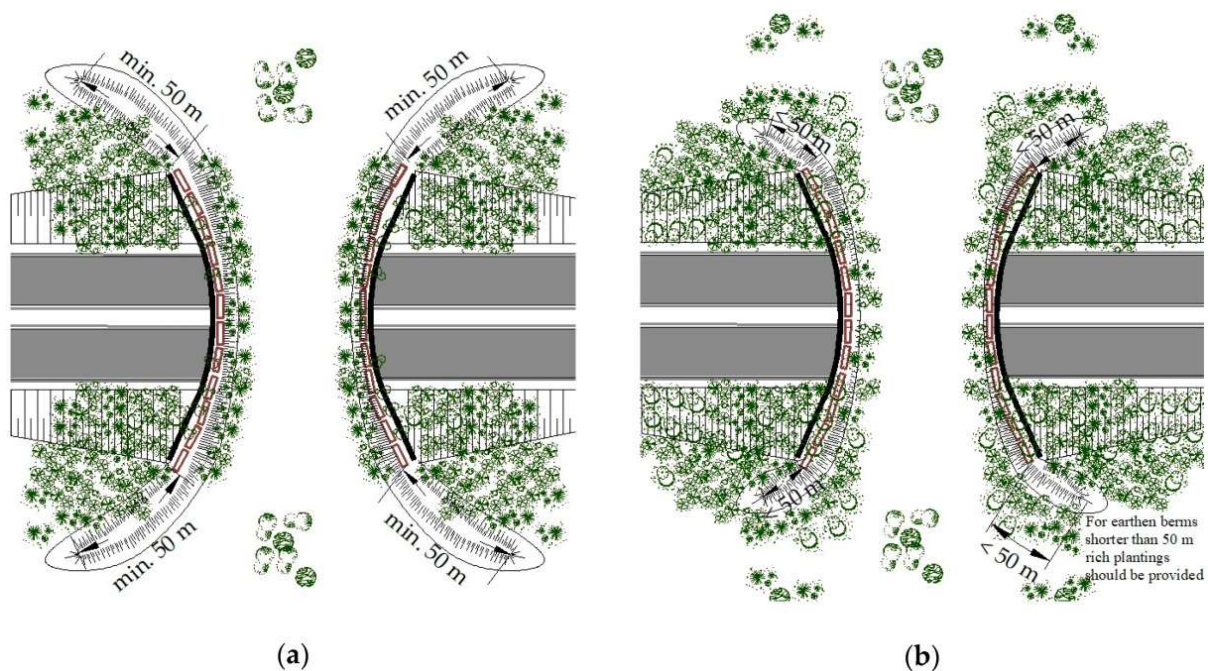 min. 50 m
min. 50 m
min. 50 m
min. 50 m
< 50 m
<50 m
< 50 m
< 50 m
For earthen berms
shorter than 50 m
rich plantings
should be provided
(a)
(b)